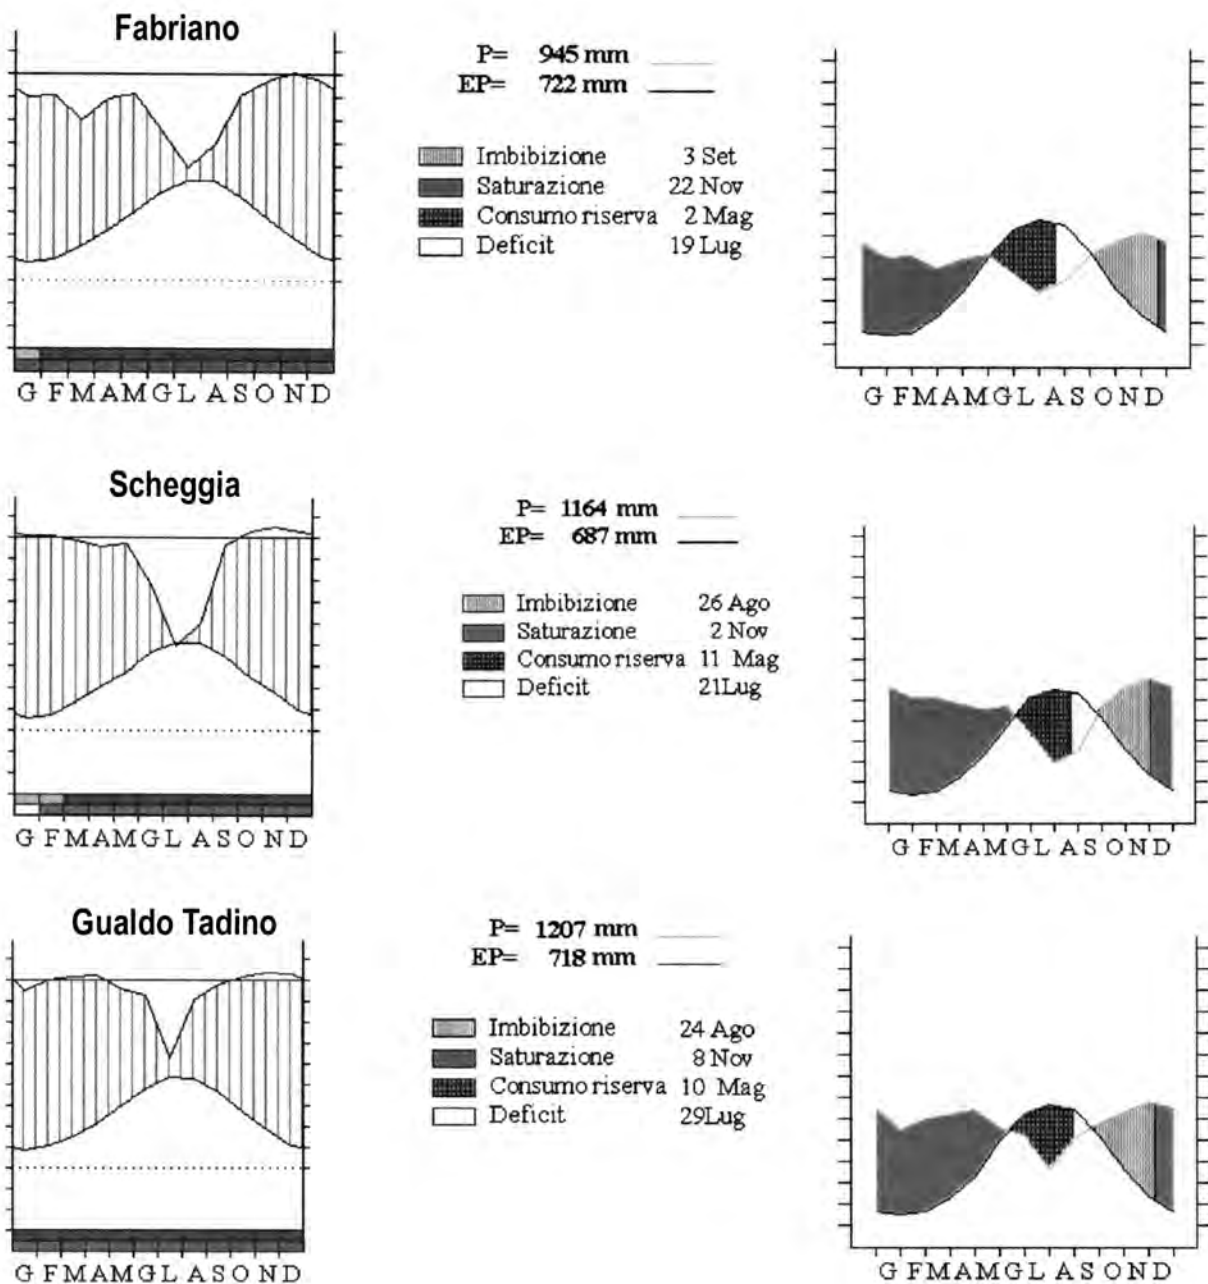 Fabriano
P= 945 mm
EP= 722 mm
Imbibizione 3 Set
Saturazione 22 Nov
Consumo riserva 2 Mag
Deficit 19 Lug
G F M A M G L A S O N D
G F M A M G L A S O N D
Scheggia
P= 1164 mm
EP= 687 mm
Imbibizione 26 Ago
Saturazione 2 Nov
Consumo riserva 11 Mag
Deficit 21Lug
G F M A M G L A S O N D
G F M A M G L A S O N D
Gualdo Tadino
P= 1207 mm
EP= 718 mm
Imbibizione 24 Ago
Saturazione 8 Nov
Consumo riserva 10 Mag
Deficit 29Lug
G F M A M G L A S O N D
G F M A M G L A S O N D